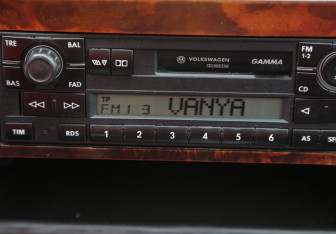 TRE BAL
VOLKSWAGEN GAMMA
FM
1-2
BAS FAD
CD
TP
FM1 3 VANYA
TIM RDS 1 2 3 4 5 6 AS